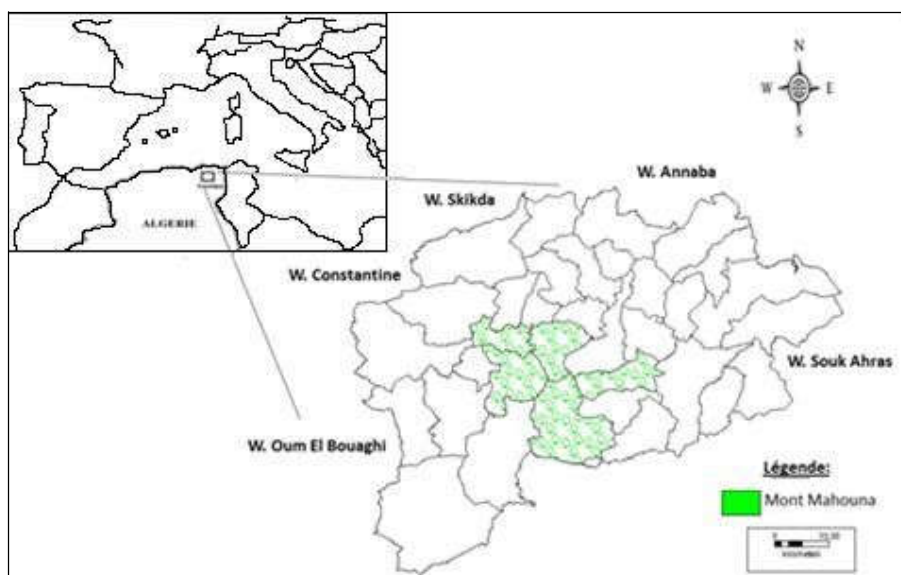 N
W E
S
W. Annaba
W. Skikda
ALGERIE
W. Constantine
W. Souk Ahras
W. Oum El Bouaghi
Légende:
Mont Mahouna